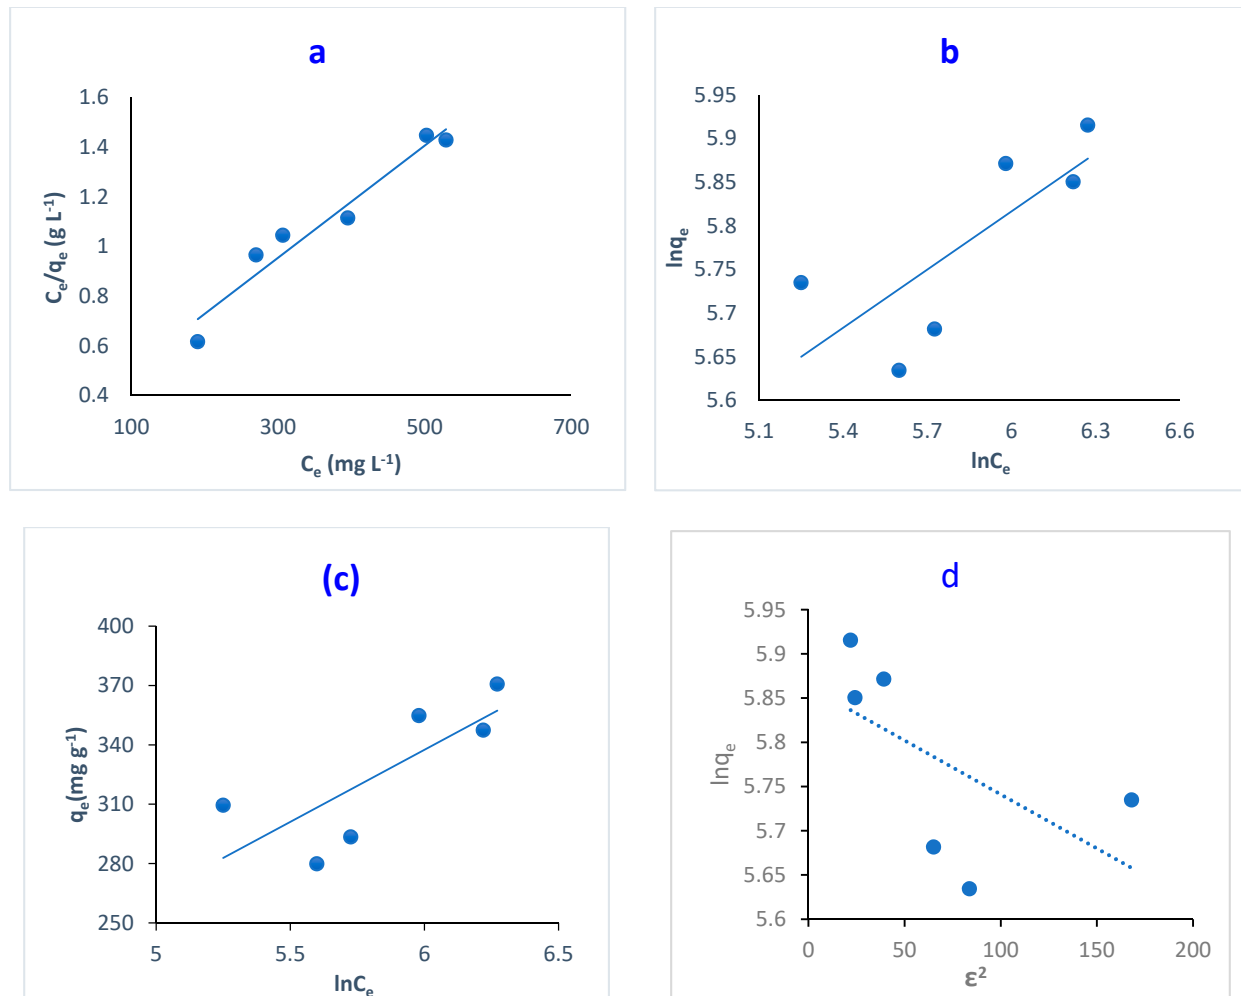 a
1.6
1.4
1.2
1
0.8
0.6
0.4
100 300 500 700
Cₑ/qₑ (g L⁻¹)
Cₑ (mg L⁻¹)
b
5.95
5.9
5.85
5.8
5.75
5.7
5.65
5.6
5.1 5.4 5.7 6 6.3 6.6
lnqₑ
lnCₑ
(c)
400
370
340
310
280
250
5 5.5 6 6.5
qₑ(mg g⁻¹)
lnCₑ
d
5.95
5.9
5.85
5.8
5.75
5.7
5.65
5.6
0 50 100 150 200
lnqₑ
ε²